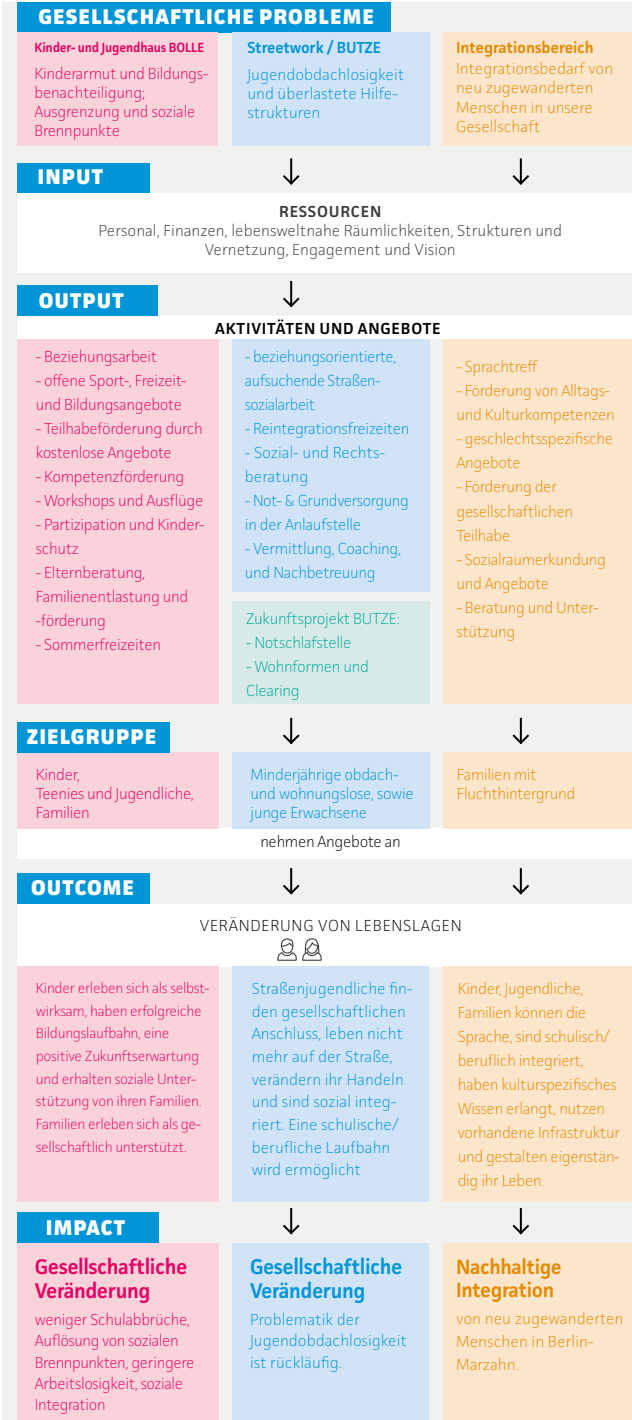 GESELLSCHAFTLICHE PROBLEME
Kinder- und Jugendhaus BOLLE
Kinderarmut und Bildungs-
benachteiligung;
Ausgrenzung und soziale
Brennpunkte
Streetwork / BUTZE
Jugendobdachlosigkeit
und überlastete Hilfe-
strukturen
Integrationsbereich
Integrationsbedarf von
neu zugewanderten
Menschen in unsere
Gesellschaft
INPUT
RESSOURCEN
Personal, Finanzen, lebensweltnahe Räumlichkeiten, Strukturen und
Vernetzung, Engagement und Vision
OUTPUT
AKTIVITÄTEN UND ANGEBOTE
- Beziehungsarbeit
- offene Sport-, Freizeit-
und Bildungsangebote
- Teilhabeförderung durch
kostenlose Angebote
- Kompetenzförderung
- Workshops und Ausflüge
- Partizipation und Kinder-
schutz
- Elternberatung,
Familienentlastung und
-förderung
- Sommerfreizeiten
- beziehungsorientierte,
aufsuchende Straßen-
sozialarbeit
- Reintegrationsfreizeiten
- Sozial- und Rechts-
beratung
- Not- & Grundversorgung
in der Anlaufstelle
- Vermittlung, Coaching,
und Nachbetreuung
Zukunftsprojekt BUTZE:
- Notschlafstelle
- Wohnformen und
Clearing
- Sprachtreff
- Förderung von Alltags-
und Kulturkompetenzen
- geschlechtsspezifische
Angebote
- Förderung der
gesellschaftlichen
Teilhabe
- Sozialraumerkundung
und Angebote
- Beratung und Unter-
stützung
ZIELGRUPPE
Kinder,
Teenies und Jugendliche,
Familien
Minderjährige obdach-
und wohnungslose, sowie
junge Erwachsene
Familien mit
Fluchthintergrund
nehmen Angebote an
OUTCOME
VERÄNDERUNG VON LEBENSLAGEN
Kinder erleben sich als selbst-
wirksam, haben erfolgreiche
Bildungslaufbahn, eine
positive Zukunftserwartung
und erhalten soziale Unter-
stützung von ihren Familien.
Familien erleben sich als ge-
sellschaftlich unterstützt.
Straßenjugendliche fin-
den gesellschaftlichen
Anschluss, leben nicht
mehr auf der Straße,
verändern ihr Handeln
und sind sozial integ-
riert. Eine schulische/
berufliche Laufbahn
wird ermöglicht
Kinder, Jugendliche,
Familien können die
Sprache, sind schulisch/
beruflich integriert,
haben kulturspezifisches
Wissen erlangt, nutzen
vorhandene Infrastruktur
und gestalten eigenstän-
dig ihr Leben.
IMPACT
Gesellschaftliche
Veränderung
weniger Schulabbrüche,
Auflösung von sozialen
Brennpunkten, geringere
Arbeitslosigkeit, soziale
Integration
Gesellschaftliche
Veränderung
Problematik der
Jugendobdachlosigkeit
ist rückläufig.
Nachhaltige
Integration
von neu zugewanderten
Menschen in Berlin-
Marzahn.